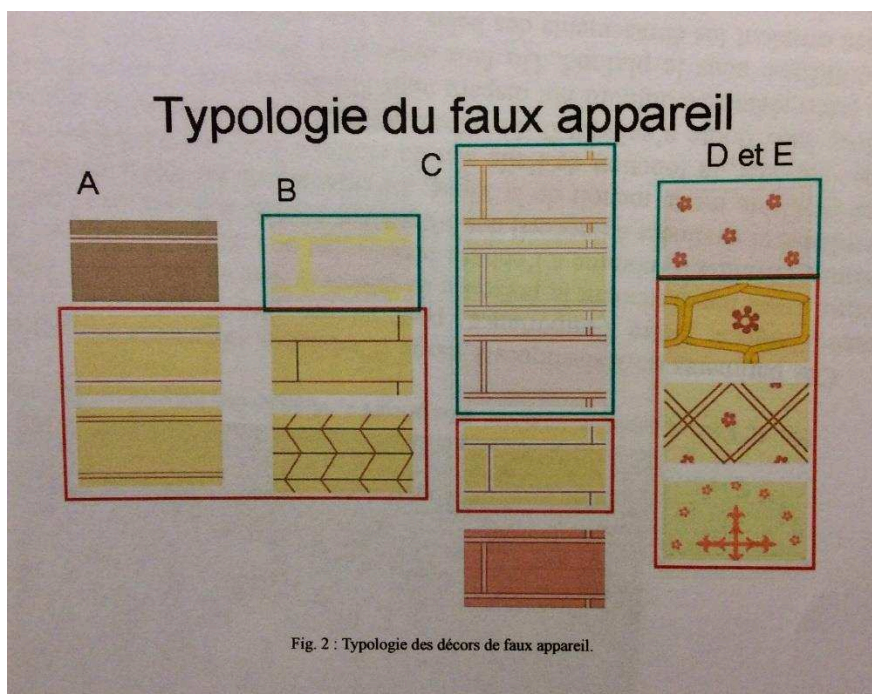 Typologie du faux appareil
A
B
C
D et E
Fig. 2 : Typologie des décors de faux appareil.